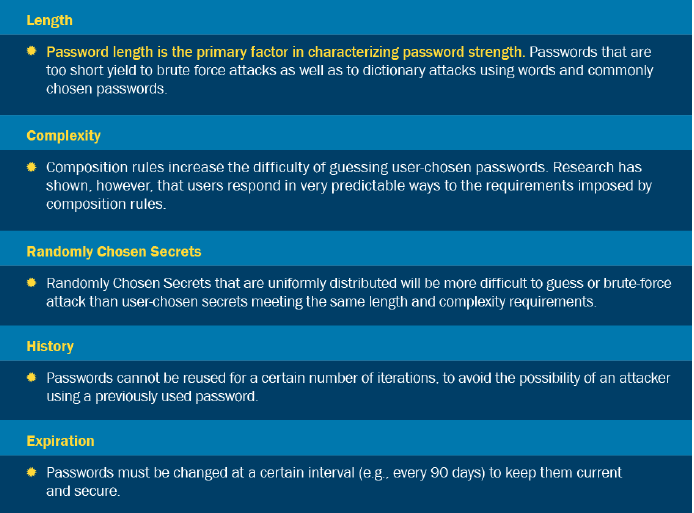 Length
Password length is the primary factor in characterizing password strength. Passwords that are
too short yield to brute force attacks as well as to dictionary attacks using words and commonly
chosen passwords.
Complexity
Composition rules increase the difficulty of guessing user-chosen passwords. Research has
shown, however, that users respond in very predictable ways to the requirements imposed by
composition rules.
Randomly Chosen Secrets
Randomly Chosen Secrets that are uniformly distributed will be more difficult to guess or brute-force
attack than user-chosen secrets meeting the same length and complexity requirements.
History
Passwords cannot be reused for a certain number of iterations, to avoid the possibility of an attacker
using a previously used password.
Expiration
Passwords must be changed at a certain interval (e.g., every 90 days) to keep them current
and secure.